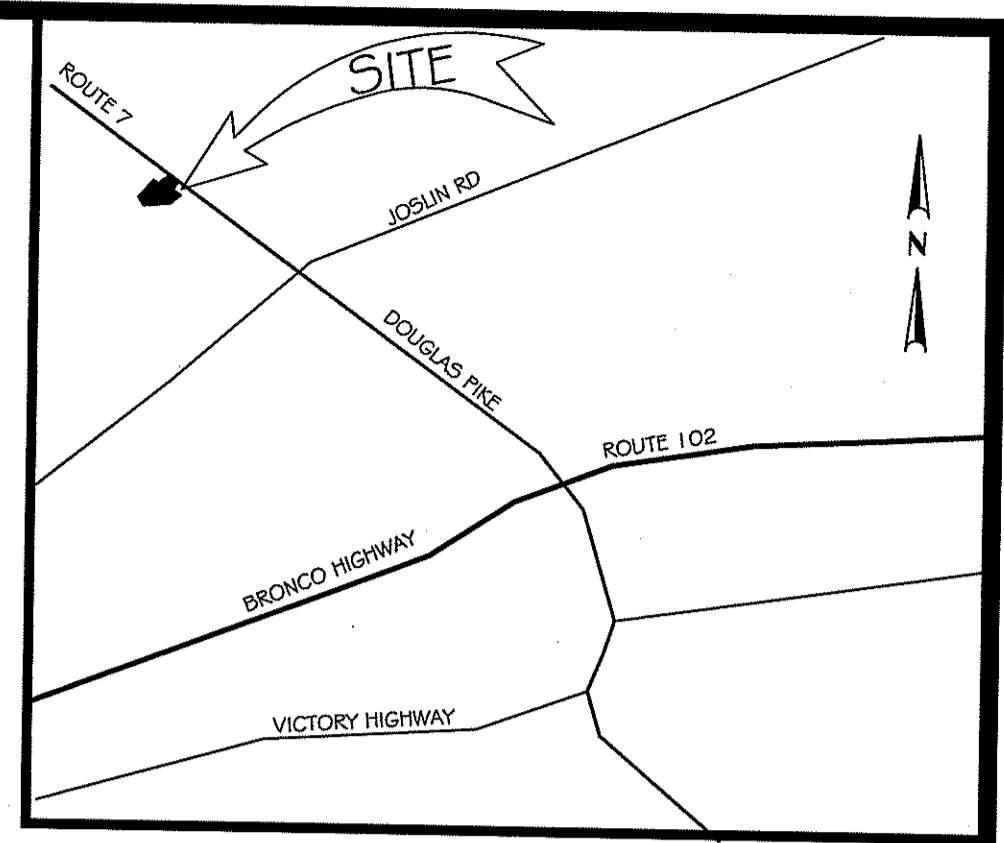 ROUTE 7
SITE
JOSLIN RD
N
DOUGLAS PIKE
ROUTE 102
BRONCO HIGHWAY
VICTORY HIGHWAY